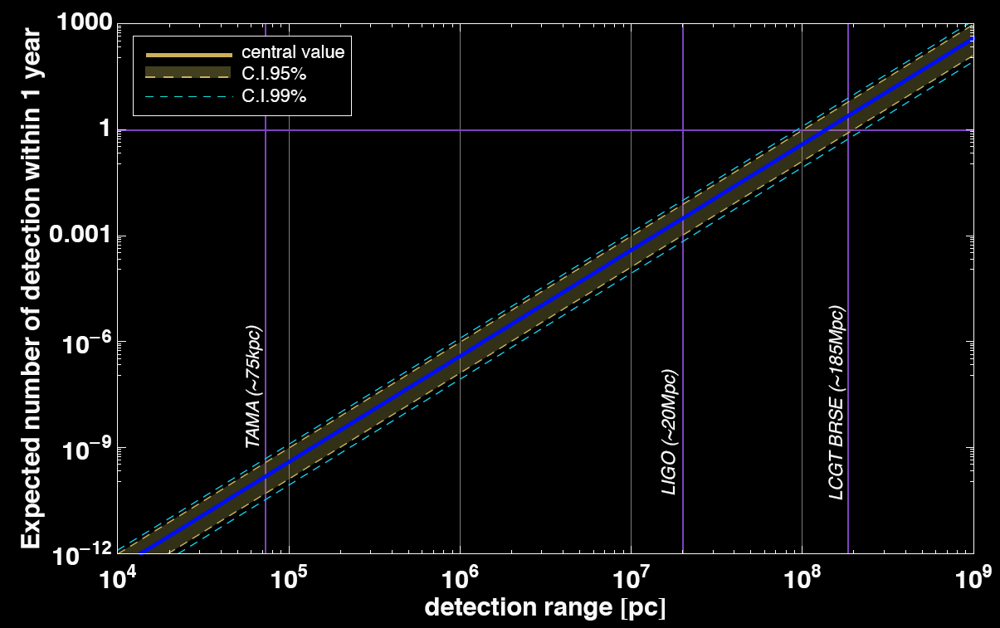 Expected number of detection within 1 year
1000
1
0.001
10−6
10−9
10−12
central value
C.I.95%
C.I.99%
TAMA (~75kpc)
LIGO (~20Mpc)
LCGT BRSE (~185Mpc)
104 105 106 107 108 109
detection range [pc]